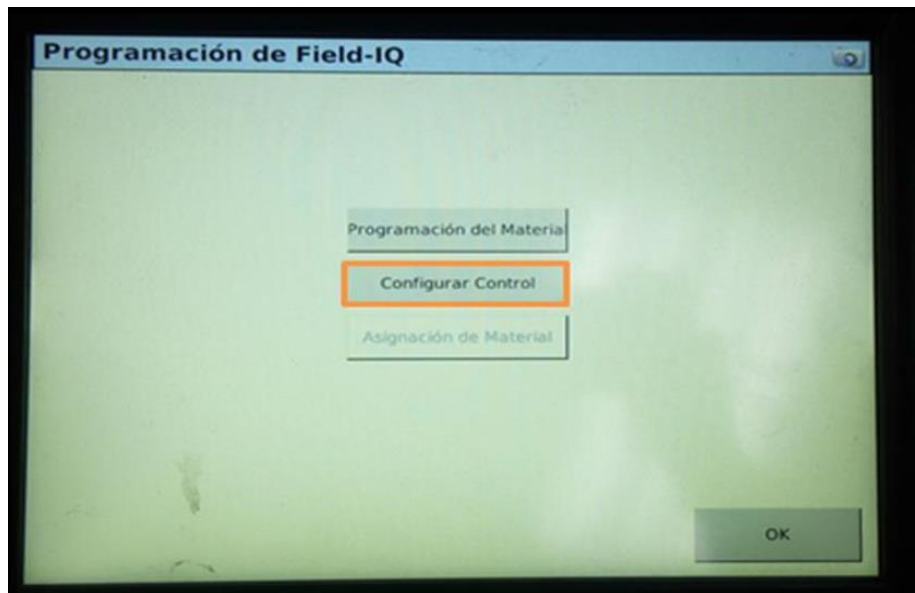 Programación de Field-IQ
Programación del Materia
Configurar Control
Asignación de Material
OK